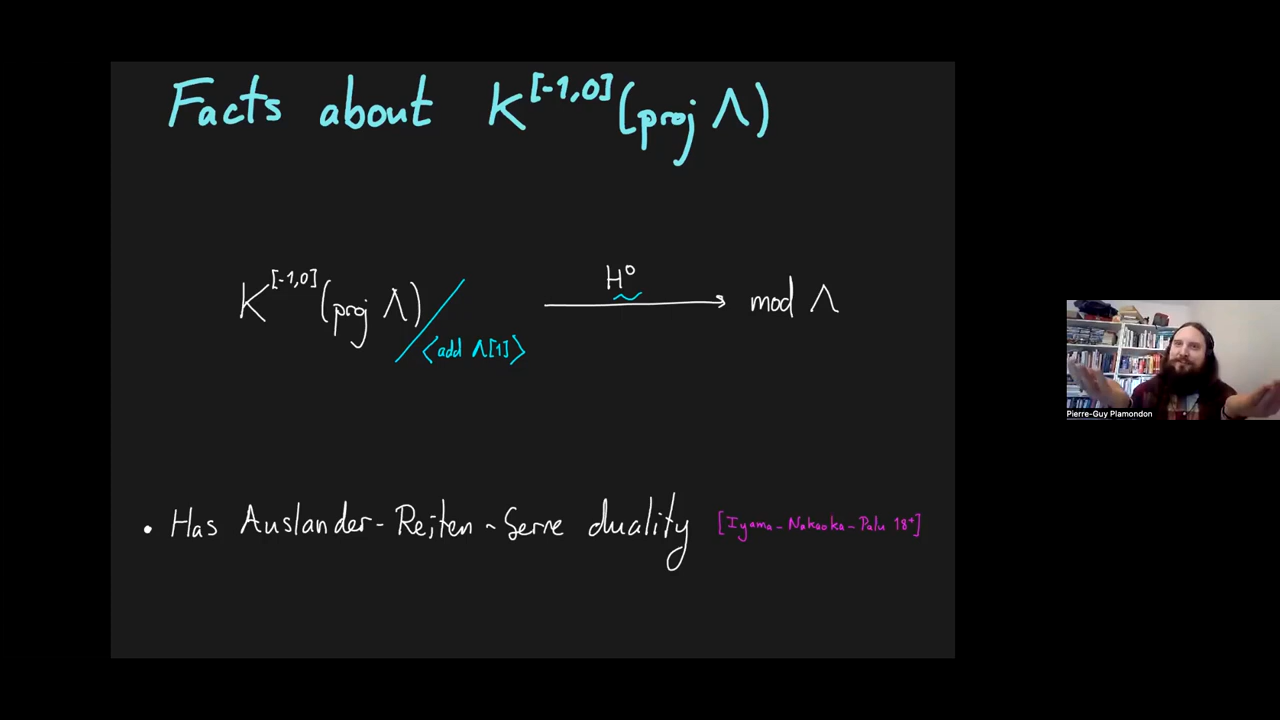 Facts about K^[-1,0](proj Λ)
K^[-1,0](proj Λ) / <add Λ[1]> H^0 → mod Λ
Pierre-Guy Plamondon
• Has Auslander-Reiten-Serre duality [Iyama-Nakaoka-Palu 18+]